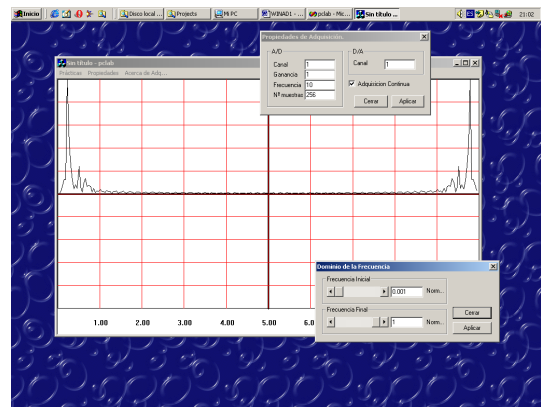 Inicio
Disco local ...
Projects
Mi PC
WINAD1 - ...
pclab - Mic...
Sin título ...
ES
21:02
Propiedades de Adquisición.
A/D
Canal 1
Ganancia 1
Frecuencia 10
Nº muestras 256
D/A
Canal 1
Adquisicion Continua
Cerrar
Aplicar
Sin título - pclab
Prácticas Propiedades Acerca de Adq...
1.00 2.00 3.00 4.00 5.00 6.0
Dominio de la Frecuencia
Frecuencia Inicial
0.001 Norm...
Frecuencia Final
1 Norm...
Cerrar
Aplicar